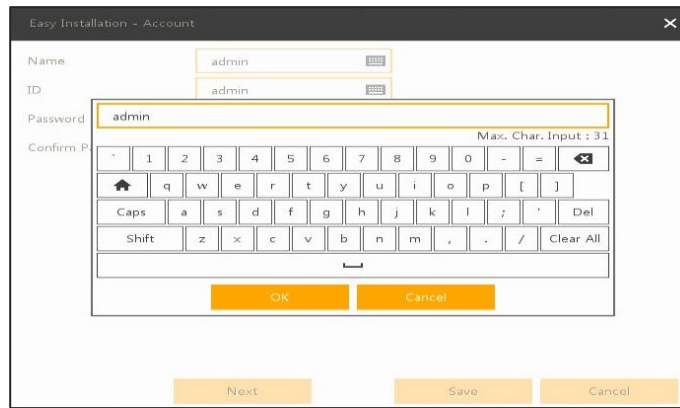 Easy Installation - Account
Name admin
ID admin
Password
admin
Max. Char. Input : 31
Confirm P
` 1 2 3 4 5 6 7 8 9 0 - =
q w e r t y u i o p [ ]
Caps a s d f g h j k l ; ' Del
Shift z x c v b n m , . / Clear All
OK Cancel
Next Save Cancel